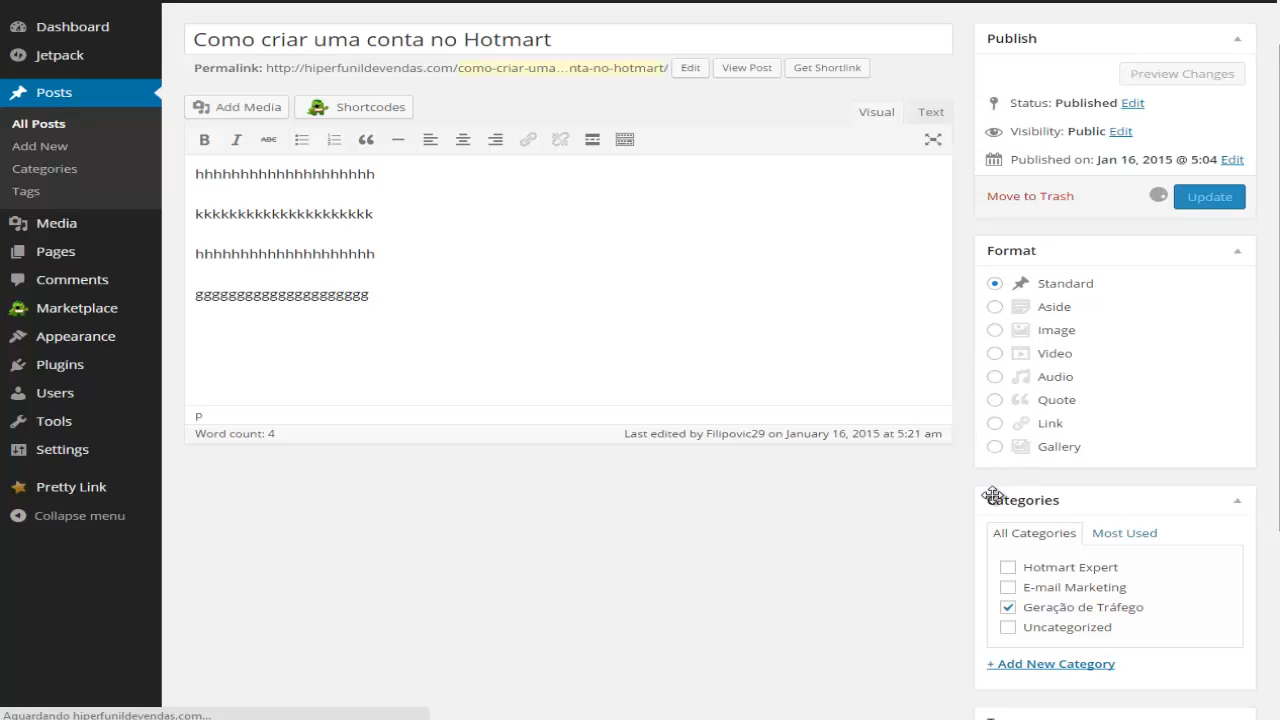 Dashboard
Jetpack
Posts
All Posts
Add New
Categories
Tags
Media
Pages
Comments
Marketplace
Appearance
Plugins
Users
Tools
Settings
Pretty Link
Collapse menu
Como criar uma conta no Hotmart
Permalink: http://hiperfunildevendas.com/como-criar-uma...nta-no-hotmart/ Edit View Post Get Shortlink
Add Media Shortcodes
Visual Text
B I ABC
hhhhhhhhhhhhhhhhhhhh
kkkkkkkkkkkkkkkkkkkkk
hhhhhhhhhhhhhhhhhhhh
gggggggggggggggggggg
p
Word count: 4 Last edited by Filipovic29 on January 16, 2015 at 5:21 am
Publish
Preview Changes
Status: Published Edit
Visibility: Public Edit
Published on: Jan 16, 2015 @ 5:04 Edit
Move to Trash Update
Format
Standard
Aside
Image
Video
Audio
Quote
Link
Gallery
Categories
All Categories Most Used
Hotmart Expert
E-mail Marketing
Geração de Tráfego
Uncategorized
+ Add New Category
Aguardando hiperfunildevendas.com...